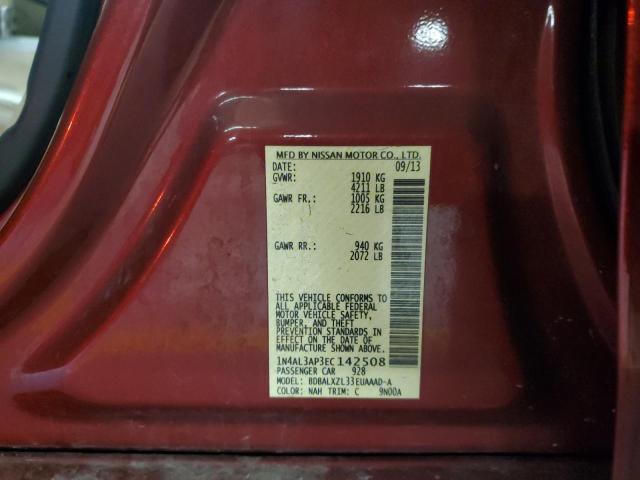 MFD BY NISSAN MOTOR CO., LTD.
DATE: 09/13
GVWR: 1910 KG
4211 LB
GAWR FR.: 1005 KG
2216 LB
GAWR RR.: 940 KG
2072 LB
THIS VEHICLE CONFORMS TO
ALL APPLICABLE FEDERAL
MOTOR VEHICLE SAFETY,
BUMPER, AND THEFT
PREVENTION STANDARDS IN
EFFECT ON THE DATE OF
MANUFACTURE SHOWN ABOVE.
1N4AL3AP3EC142508
PASSENGER CAR 928
MODEL: BDBALXZL33EUAAAD-A
COLOR: NAH TRIM: C 9N00A